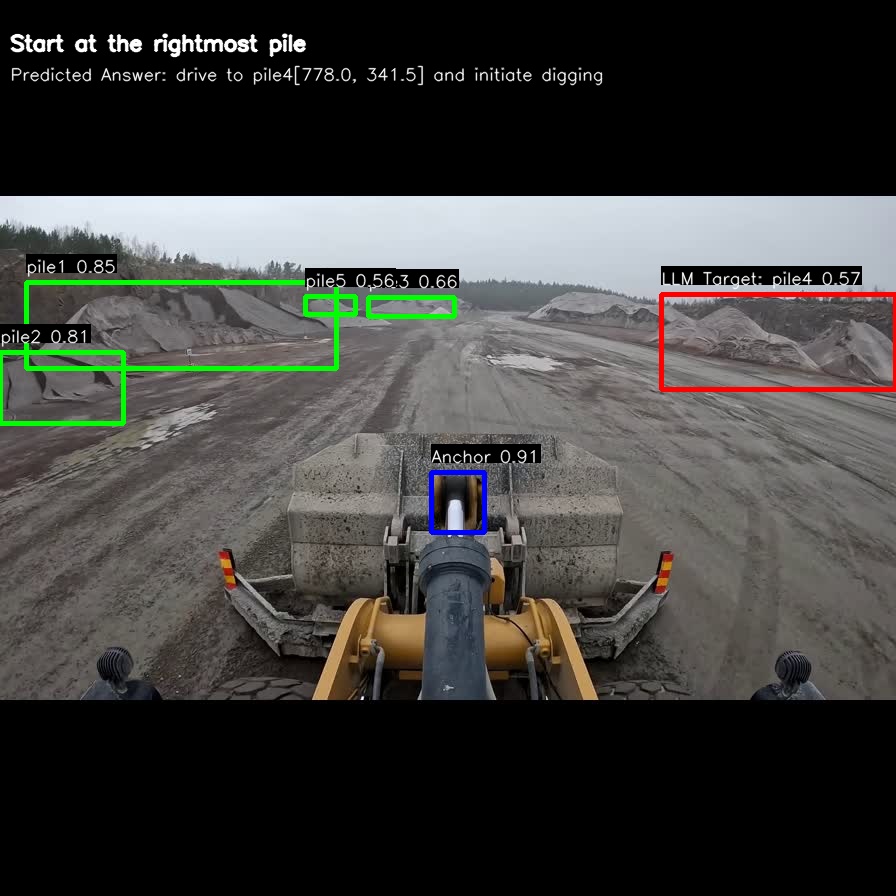 Start at the rightmost pile
Predicted Answer: drive to pile4[778.0, 341.5] and initiate digging
pile1 0.85
pile5 0.56
:3 0.66
LLM Target: pile4 0.57
pile2 0.81
Anchor 0.91